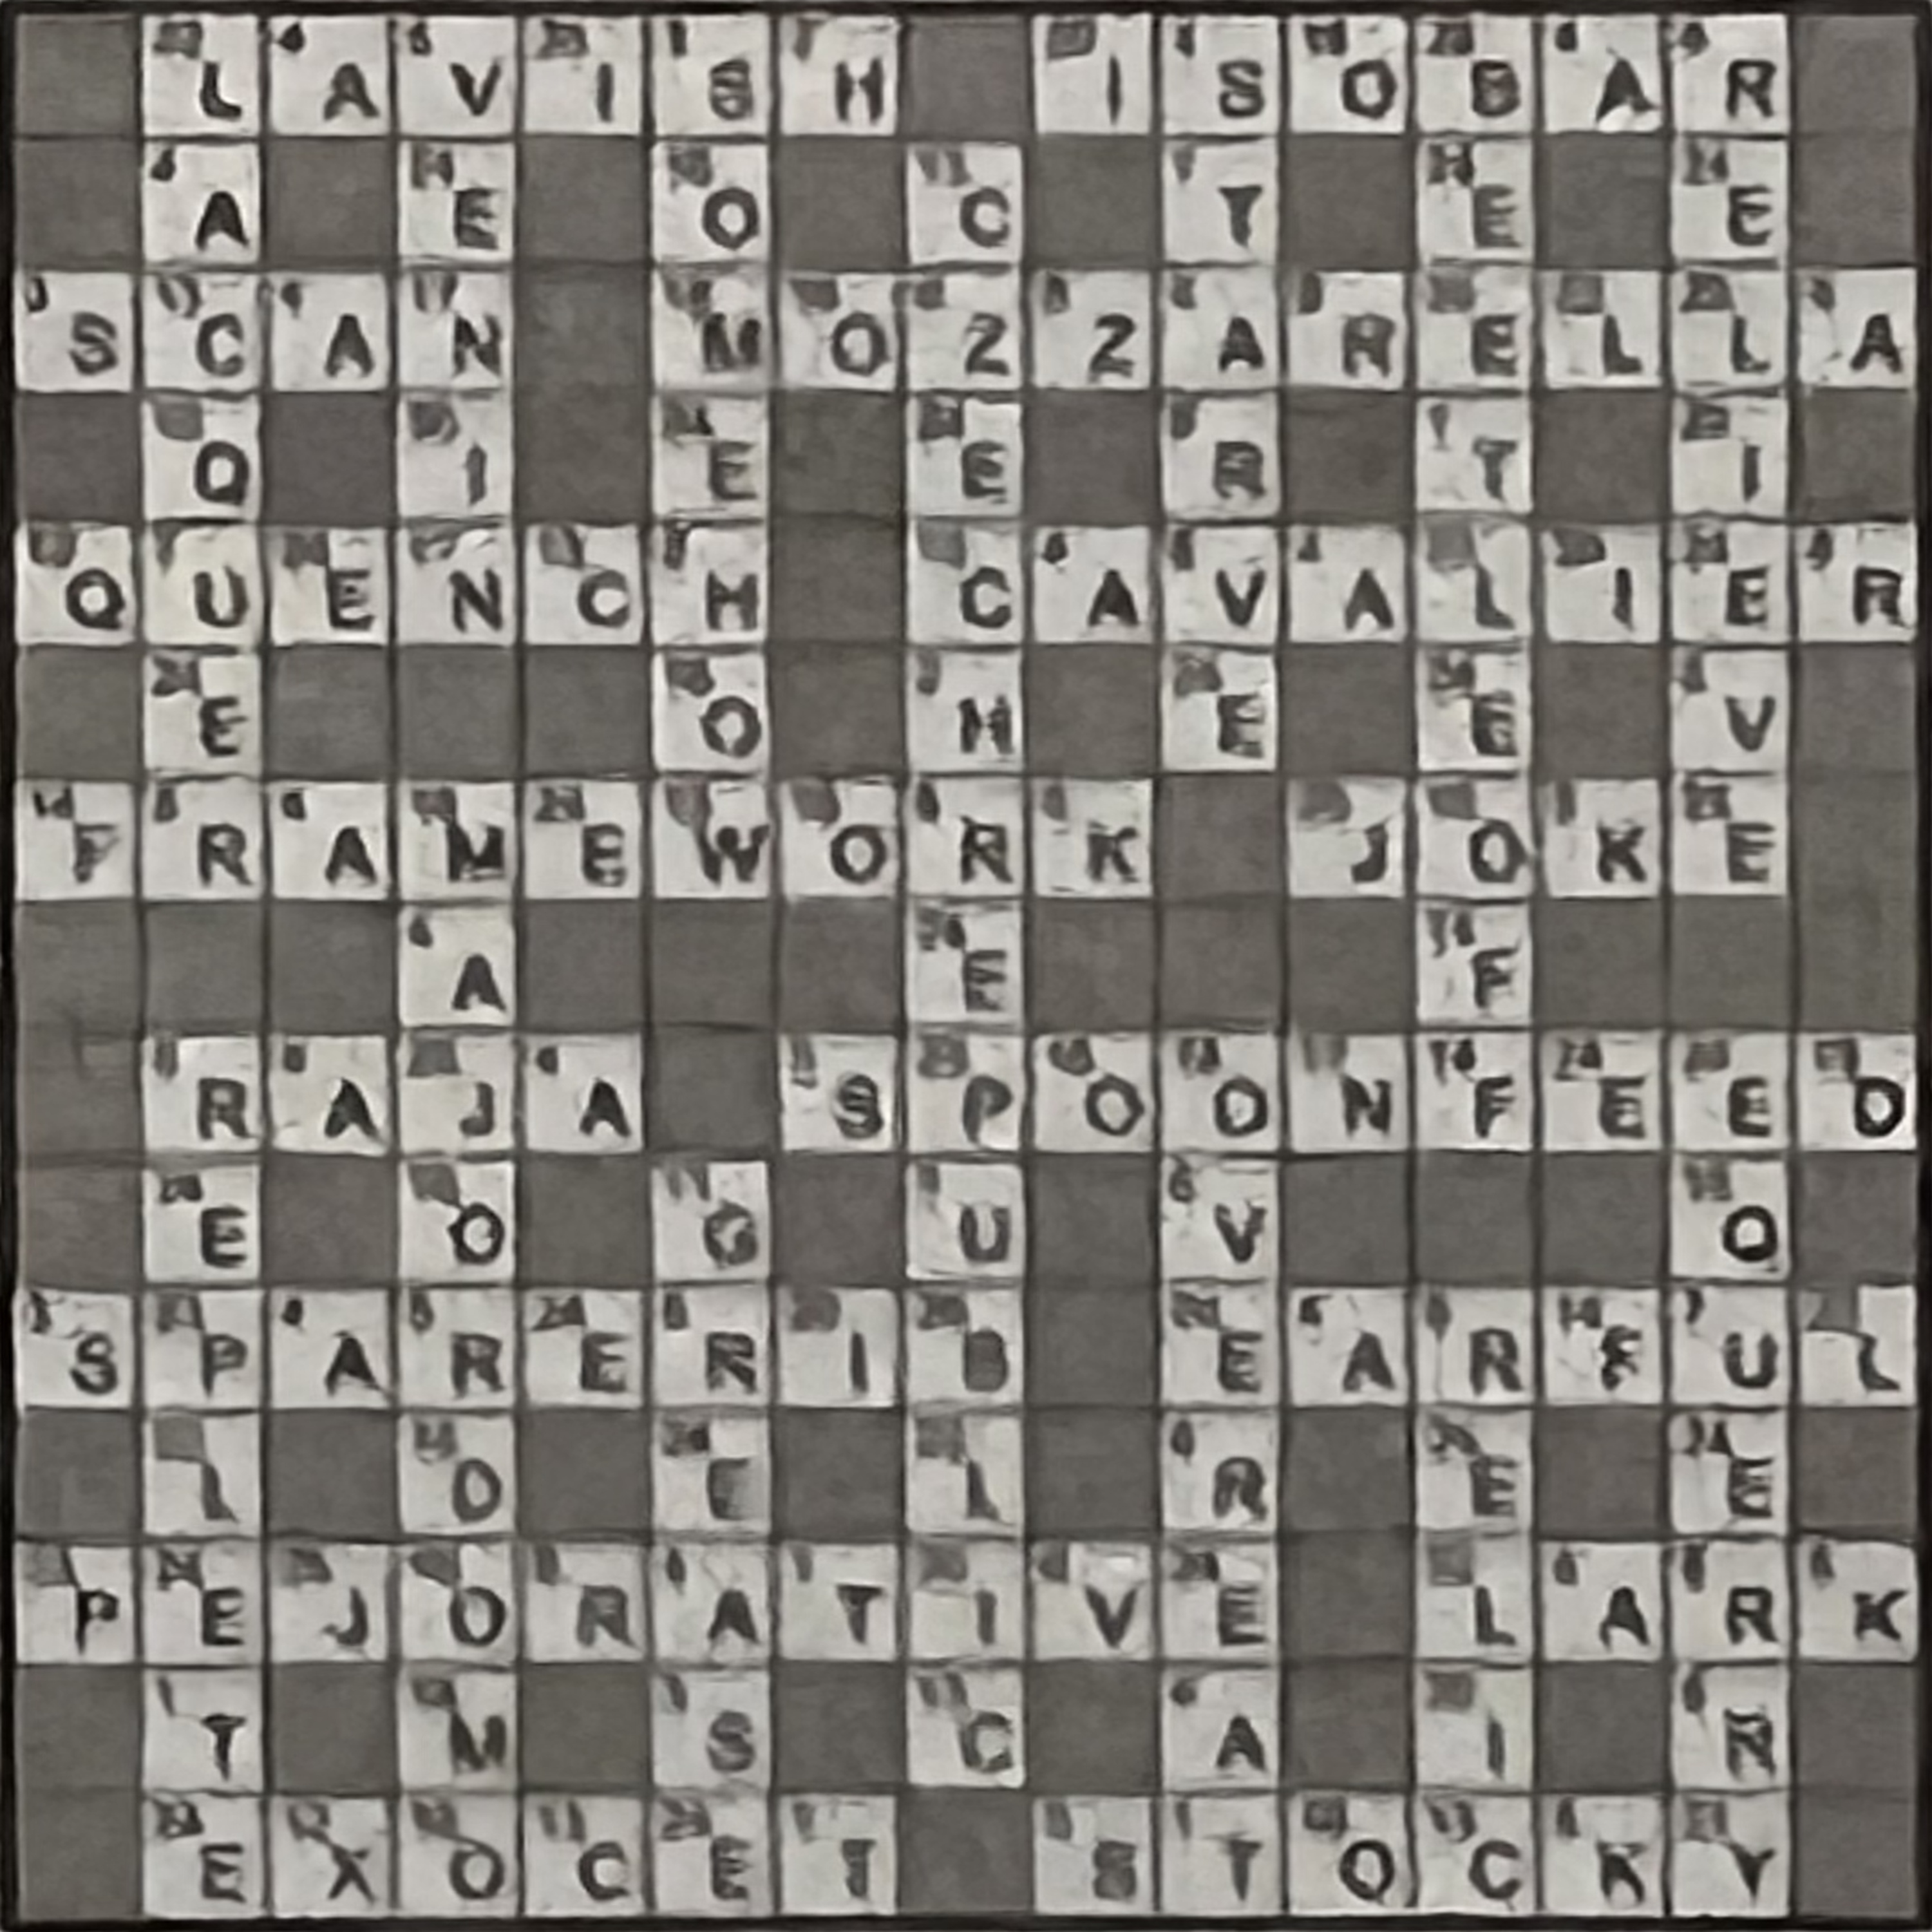 LAVISH ISOBAR
A E O C T E E
SCAN MOZZARELLA
Q I E E R T I
QUENCH CAVALIER
E O H E E V
FRAMEWORK JOKE
A E F
RAJA SPOONFEED
E O G U V O
SPARERIB EARFUL
L D E L R E E
PEJORATIVE LARK
T M S C A I R
EXOCET STOCKY